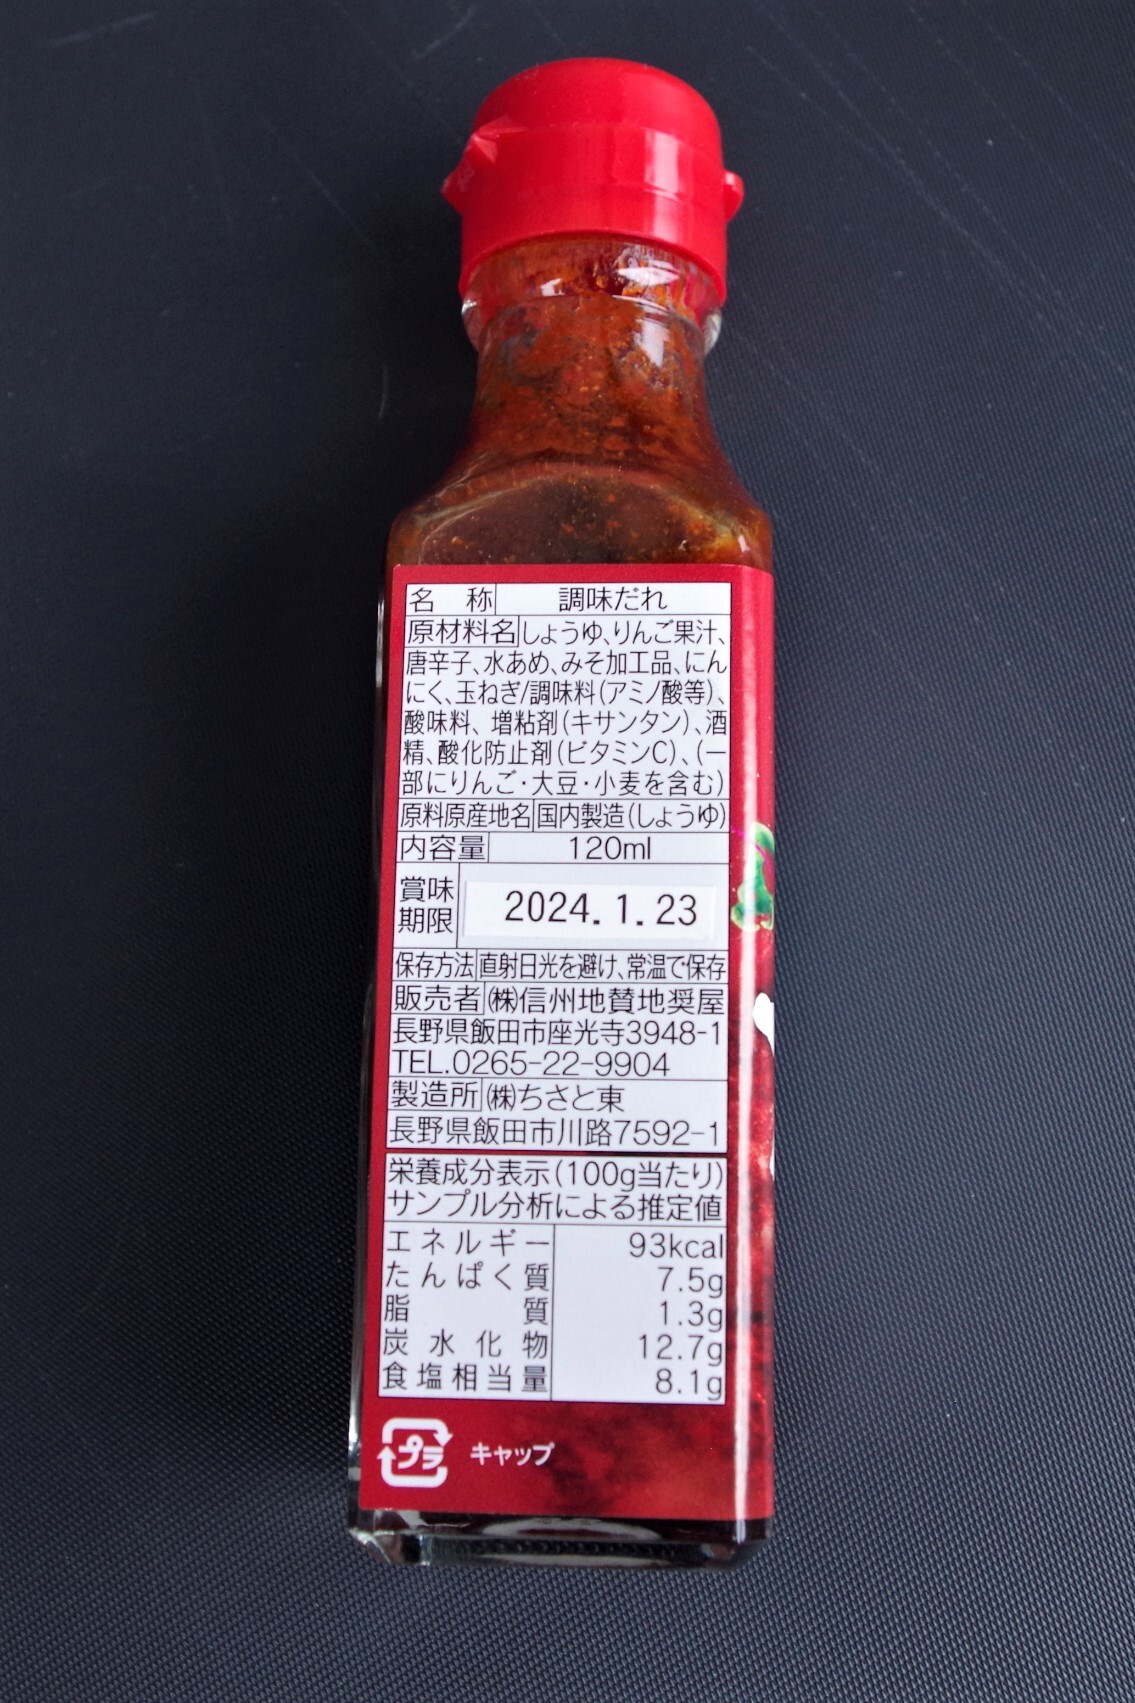 名 称 調味だれ
原材料名 しょうゆ、りんご果汁、
唐辛子、水あめ、みそ加工品、にん
にく、玉ねぎ/調味料(アミノ酸等)、
酸味料、増粘剤(キサンタン)、酒
精、酸化防止剤(ビタミンC)、(一
部にりんご・大豆・小麦を含む)
原料原産地名 国内製造(しょうゆ)
内容量 120ml
賞味
期限 2024.1.23
保存方法 直射日光を避け、常温で保存
販売者 ㈱信州地賛地奨屋
長野県飯田市座光寺3948-1
TEL.0265-22-9904
製造所 ㈱ちさと東
長野県飯田市川路7592-1
栄養成分表示(100g当たり)
サンプル分析による推定値
エネルギー 93kcal
たんぱく質 7.5g
脂質 1.3g
炭水化物 12.7g
食塩相当量 8.1g
プラ キャップ